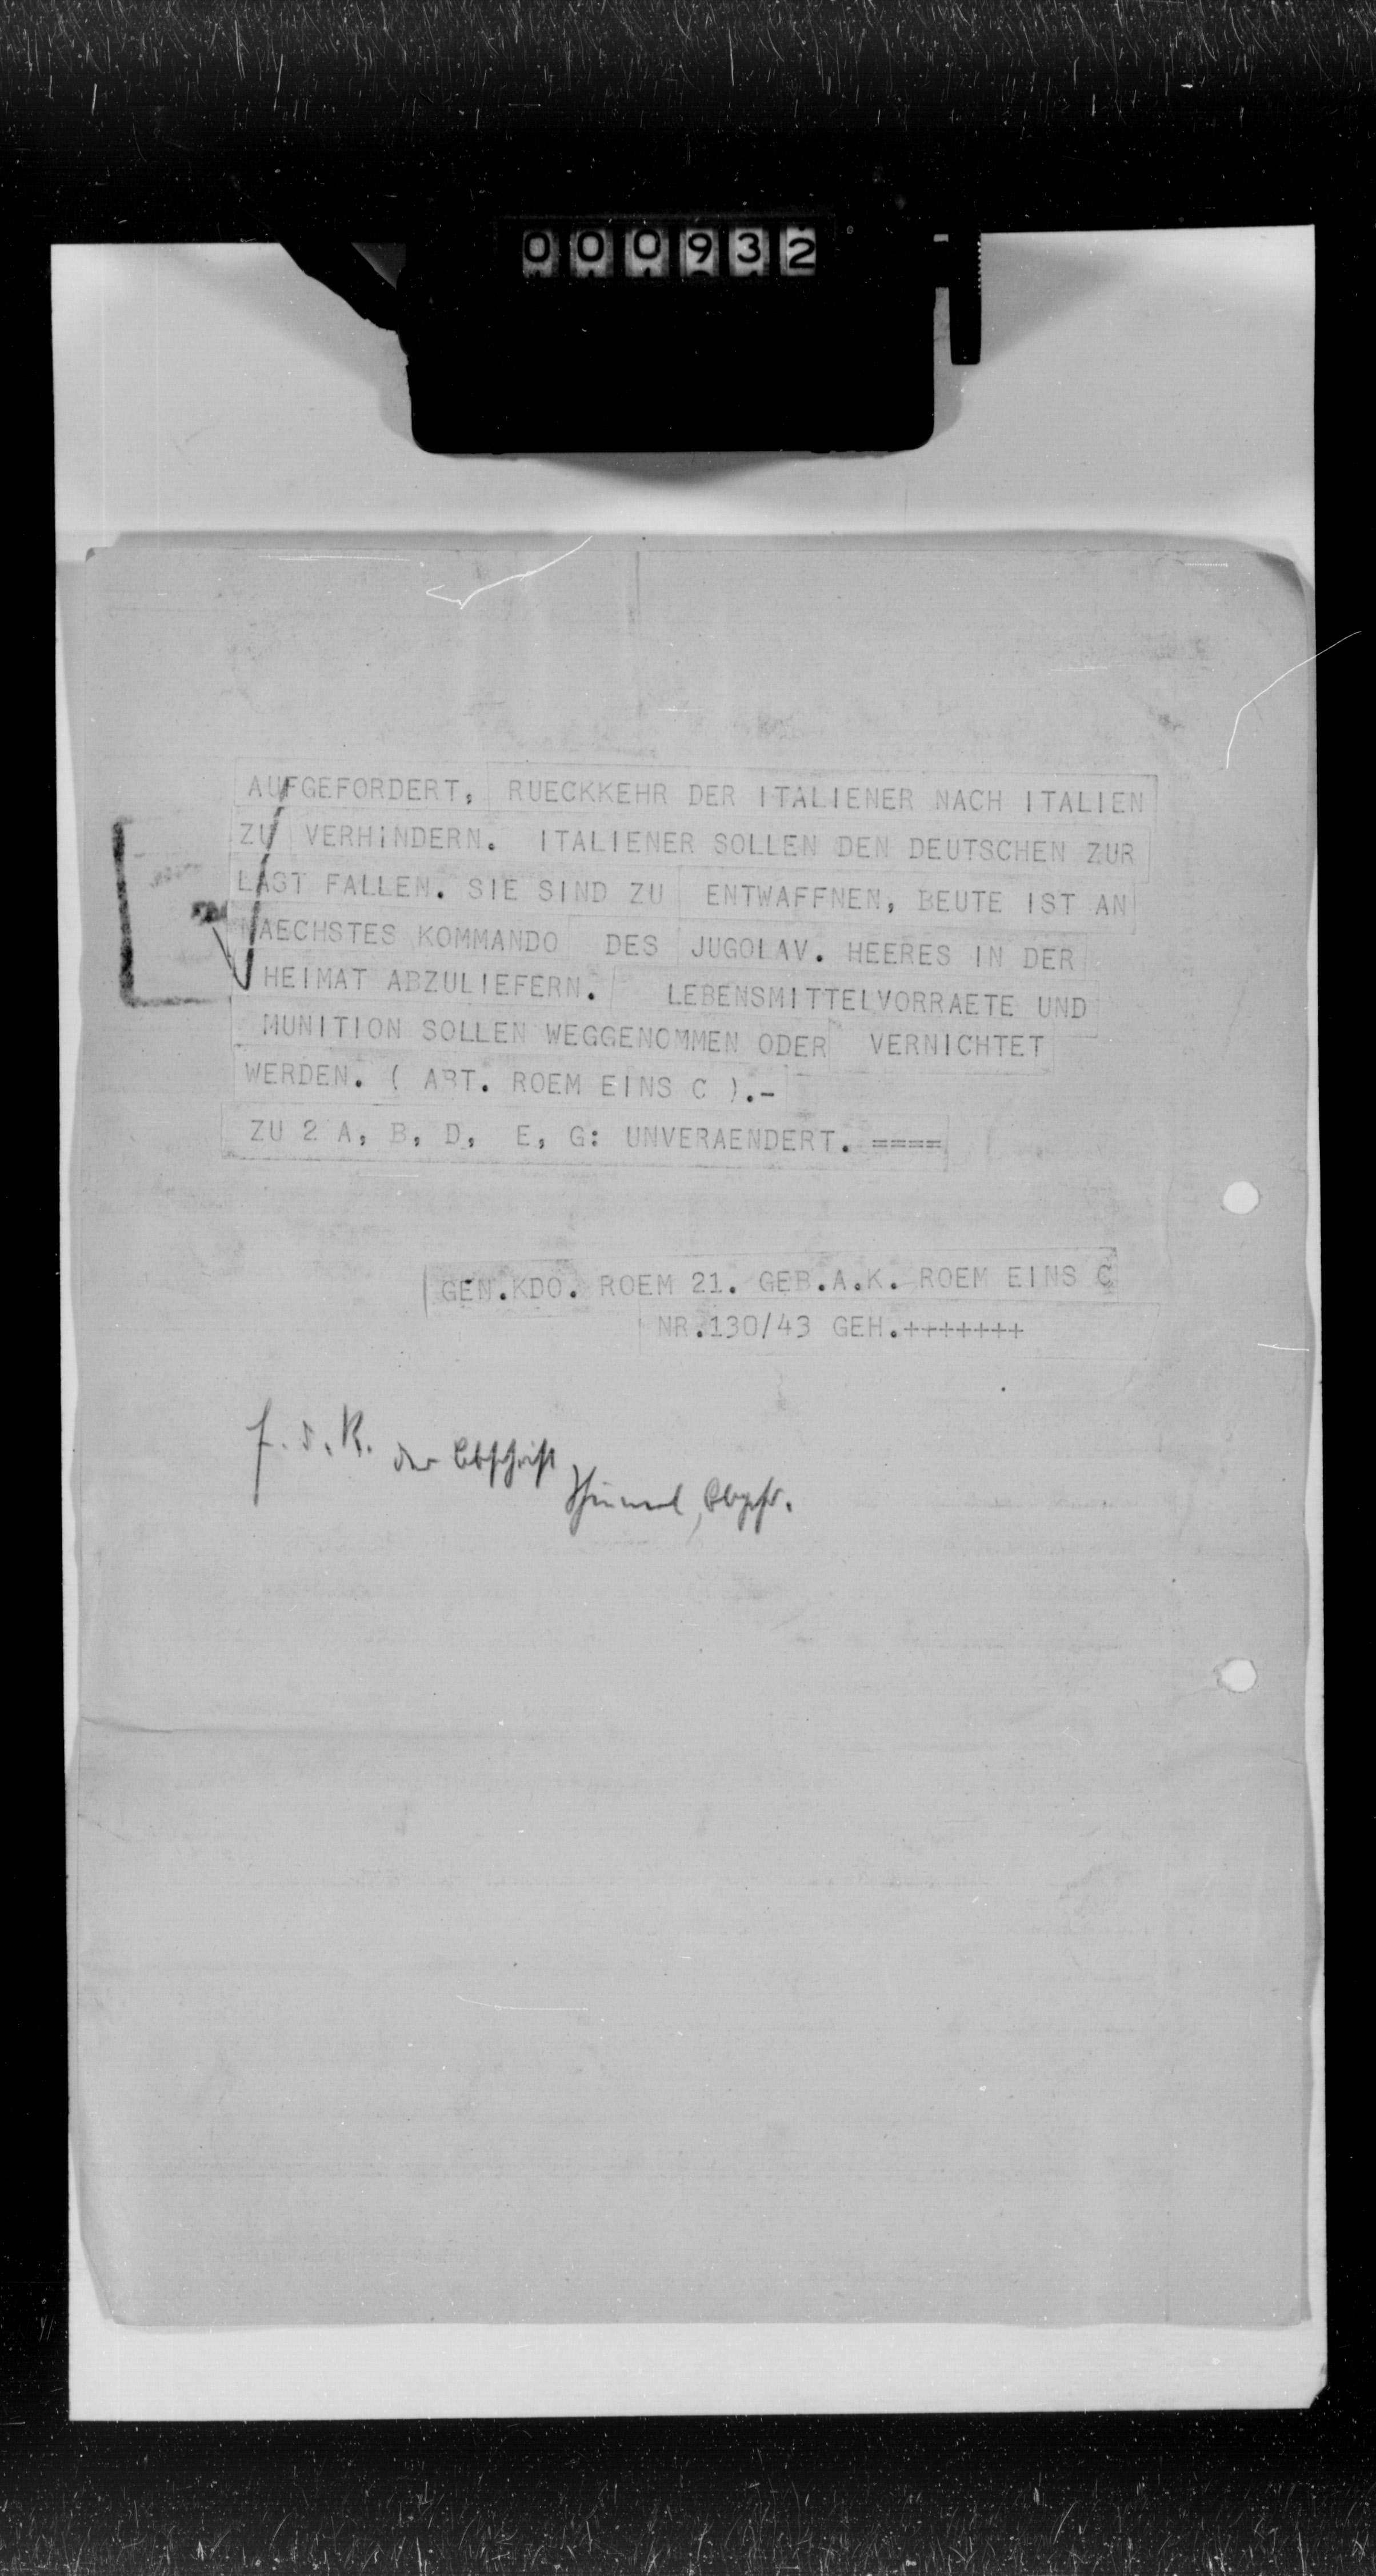 000932
AUFGEFORDERT, RUECKKEHR DER ITALIENER NACH ITALIEN
ZU VERHINDERN. ITALIENER SOLLEN DEN DEUTSCHEN ZUR
LAST FALLEN. SIE SIND ZU ENTWAFFNEN, BEUTE IST AN
NAECHSTES KOMMANDO DES JUGOLAV. HEERES IN DER
HEIMAT ABZULIEFERN. LEBENSMITTELVORRAETE UND
MUNITION SOLLEN WEGGENOMMEN ODER VERNICHTET
WERDEN. ( ABT. ROEM EINS C ).-
ZU 2 A, B, D, E, G: UNVERAENDERT. ====
GEN.KDO. ROEM 21. GEB.A.K. ROEM EINS C
NR.130/43 GEH.+++++++
f. d. R. der Abschrift